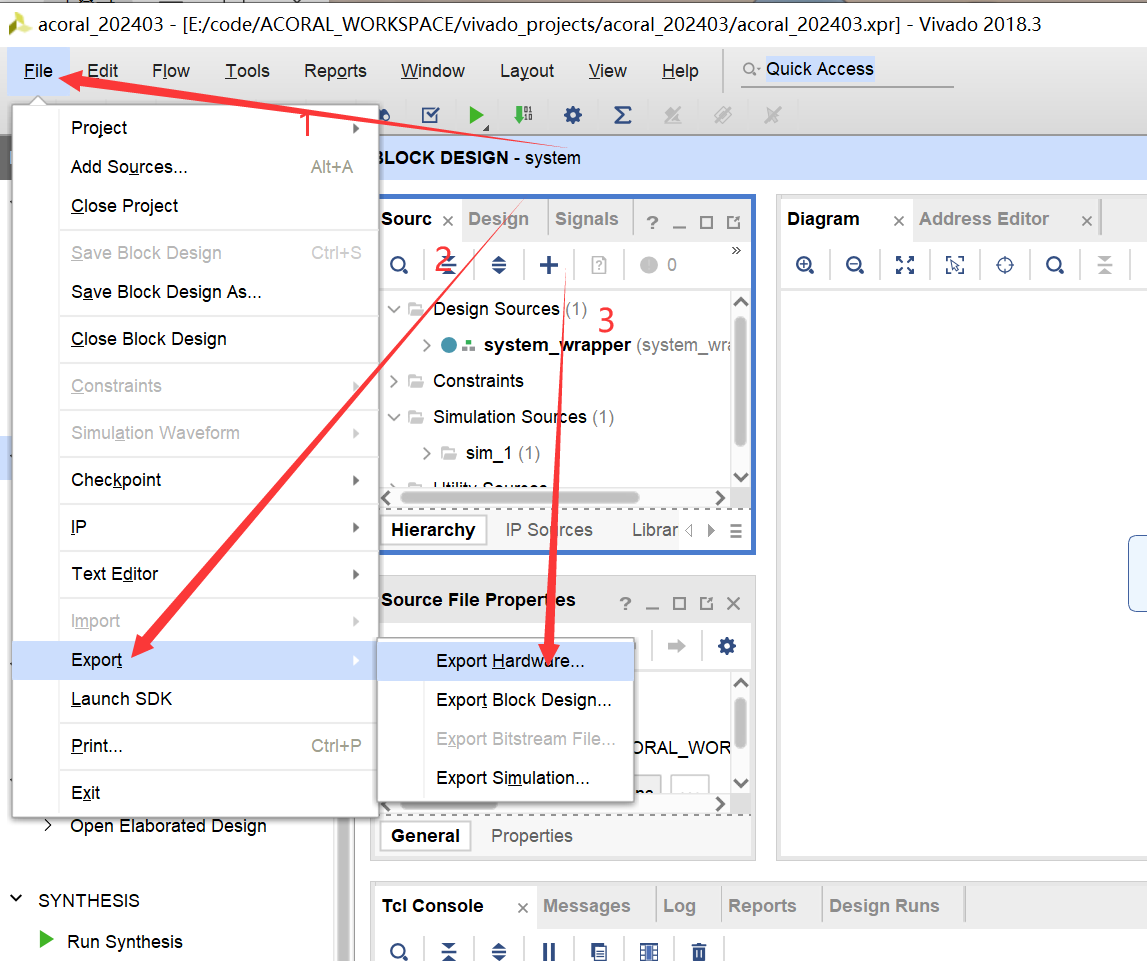 acoral_202403 - [E:/code/ACORAL_WORKSPACE/vivado_projects/acoral_202403/acoral_202403.xpr] - Vivado 2018.3
File Edit Flow Tools Reports Window Layout View Help Quick Access
1
BLOCK DESIGN - system
Project
Add Sources... Alt+A
Close Project
Save Block Design Ctrl+S
Save Block Design As...
Close Block Design
Constraints
Simulation Waveform
Checkpoint
IP
Text Editor
Import
Export
Launch SDK
Print... Ctrl+P
Exit
Open Elaborated Design
SYNTHESIS
Run Synthesis
Sourc Design Signals
2
0
Design Sources (1)
3
system_wrapper (system_wra
Constraints
Simulation Sources (1)
sim_1 (1)
Utility Sources
Hierarchy IP Sources Librar
Source File Properties
Export Hardware...
Export Block Design...
Export Bitstream File...
Export Simulation...
ORAL_WOR
General Properties
Diagram Address Editor
Tcl Console Messages Log Reports Design Runs